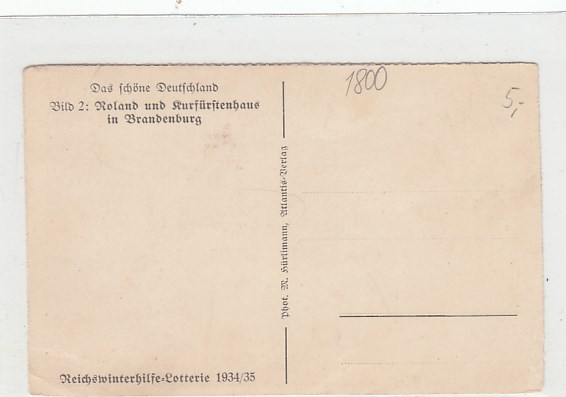 Das schöne Deutschland
Bild 2: Roland und Kurfürstenhaus
in Brandenburg
1800
5,-
Phot. M. Hürlimann, Atlantis-Verlag
Reichswinterhilfe-Lotterie 1934/35